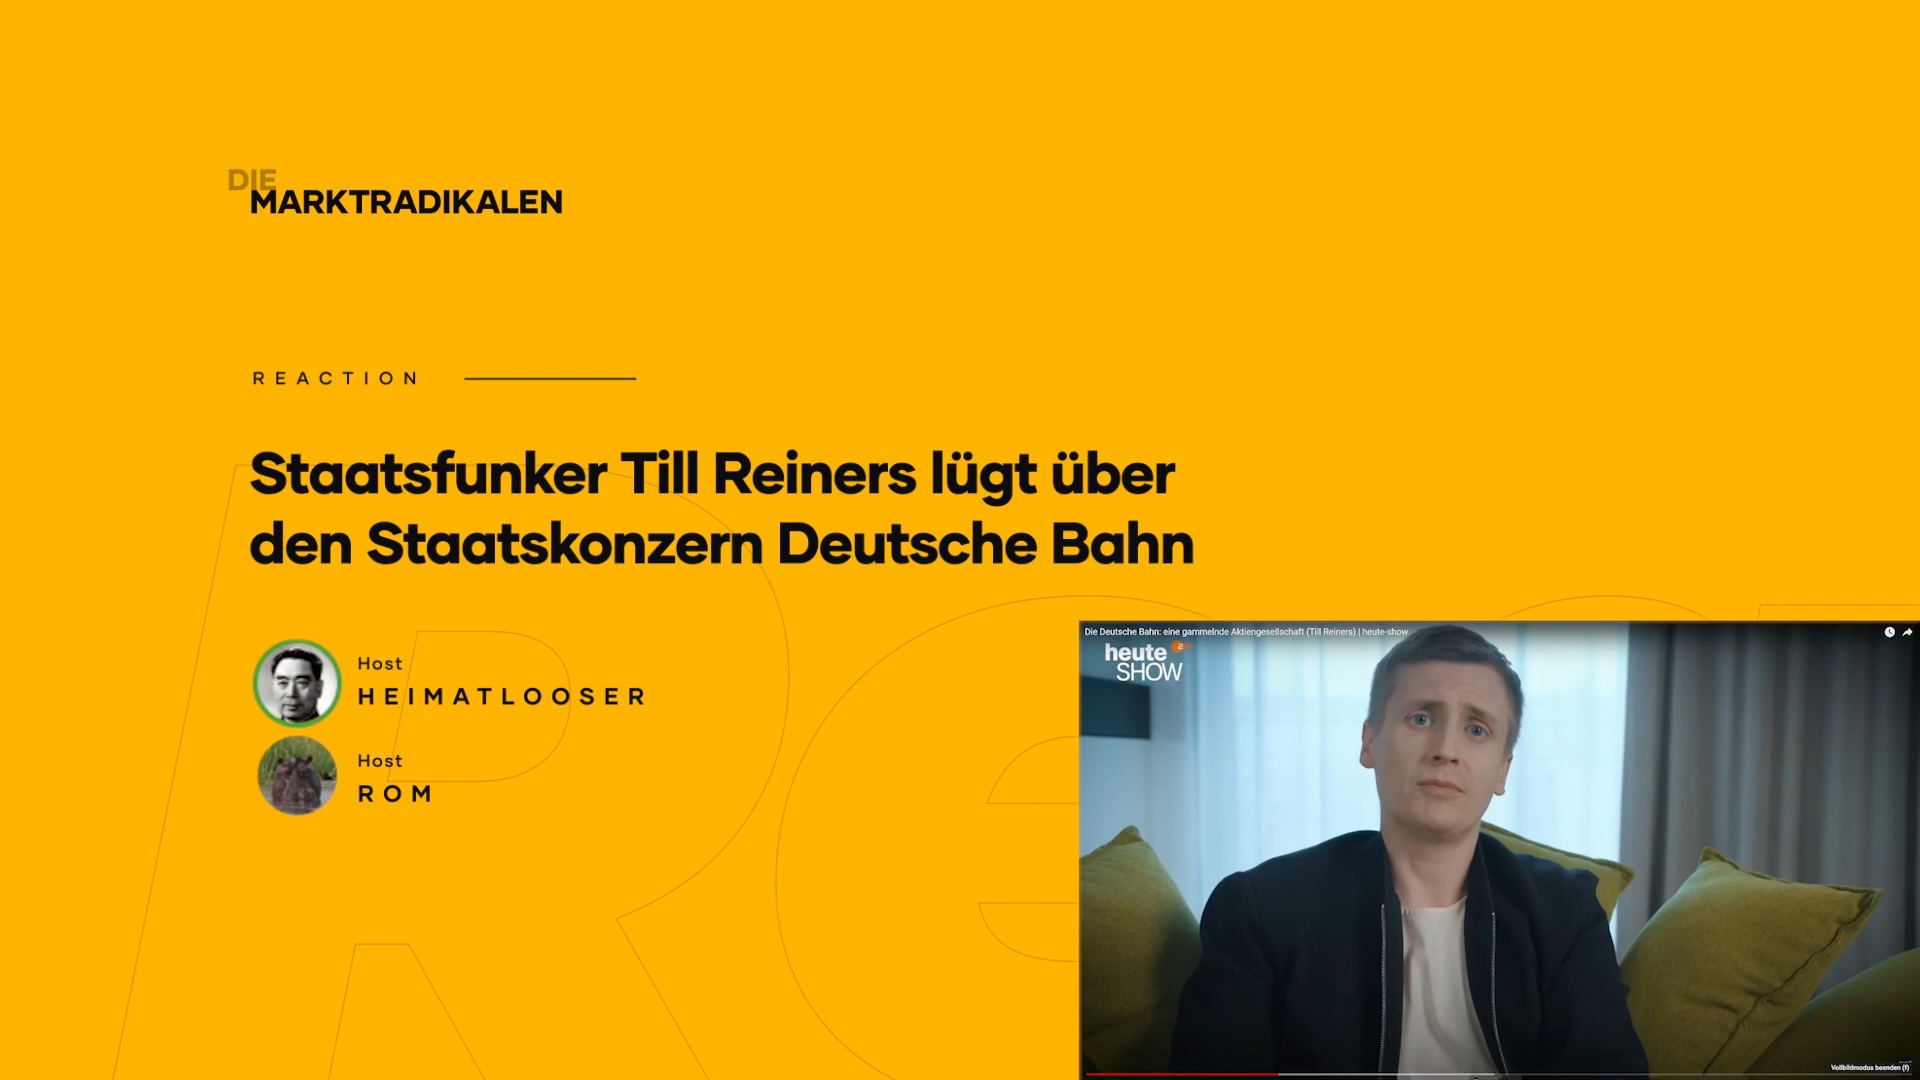 DIE
MARKTRADIKALEN
REACTION
Staatsfunker Till Reiners lügt über
den Staatskonzern Deutsche Bahn
Host
HEIMATLOOSER
Host
ROM
Die Deutsche Bahn: eine gammelnde Aktiengesellschaft (Till Reiners) | heute-show
heute
SHOW
Vollbildmodus beenden (f)